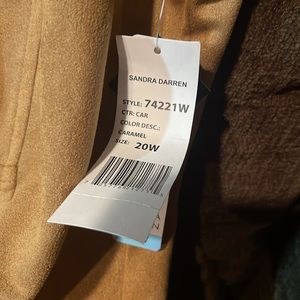 SANDRA DARREN
STYLE: 74221W
CTR: CAR
COLOR DESC.:
CARAMEL
SIZE: 20W